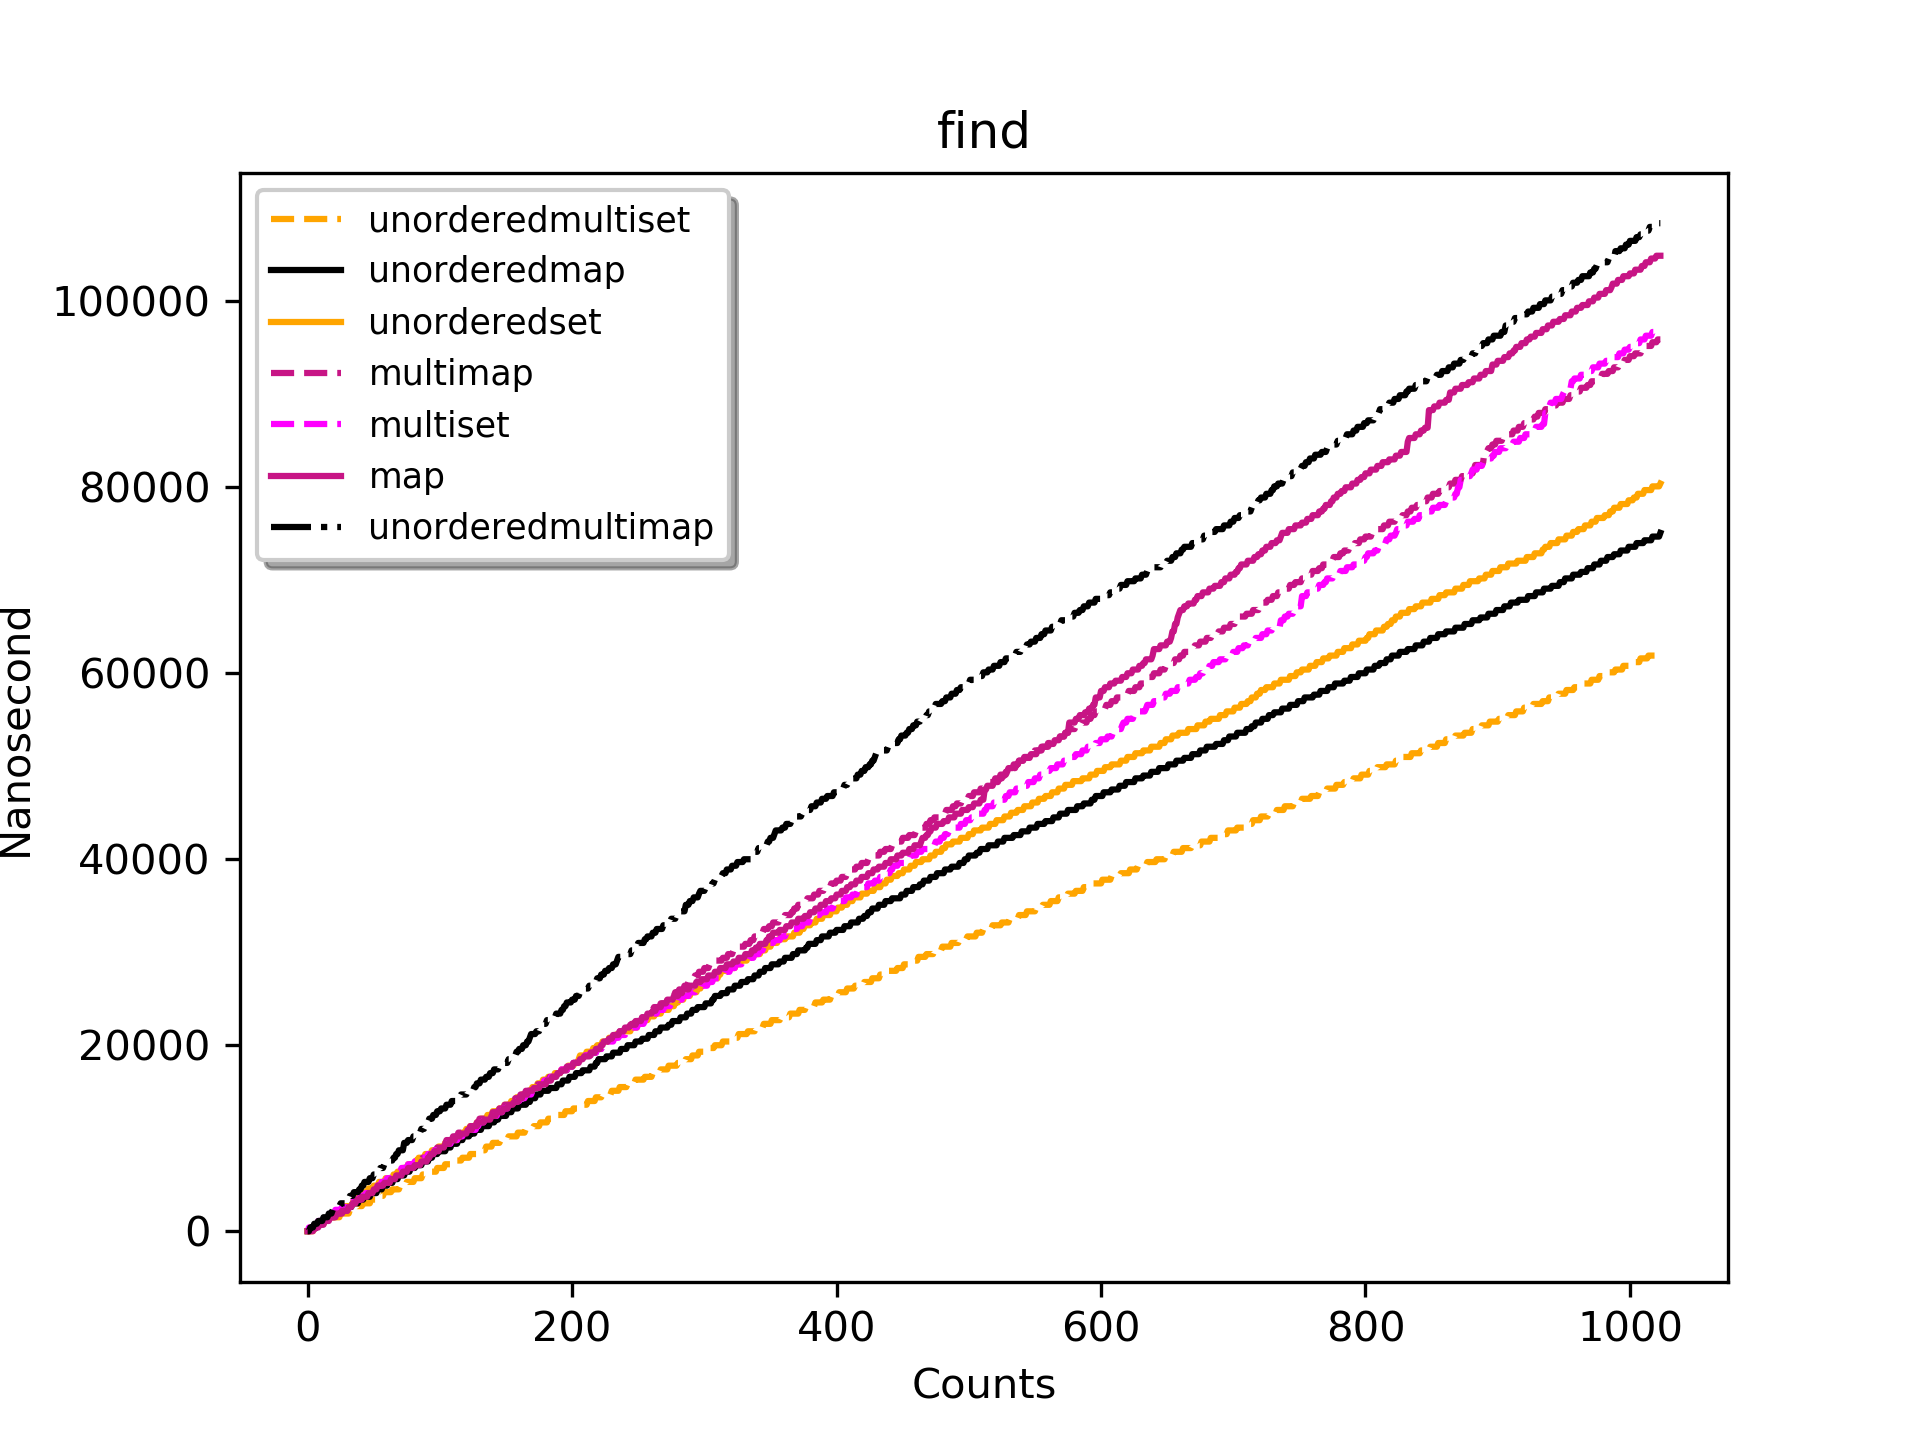 find
unorderedmultiset
unorderedmap
unorderedset
multimap
multiset
map
unorderedmultimap
100000
80000
60000
40000
20000
0
Nanosecond
0 200 400 600 800 1000
Counts